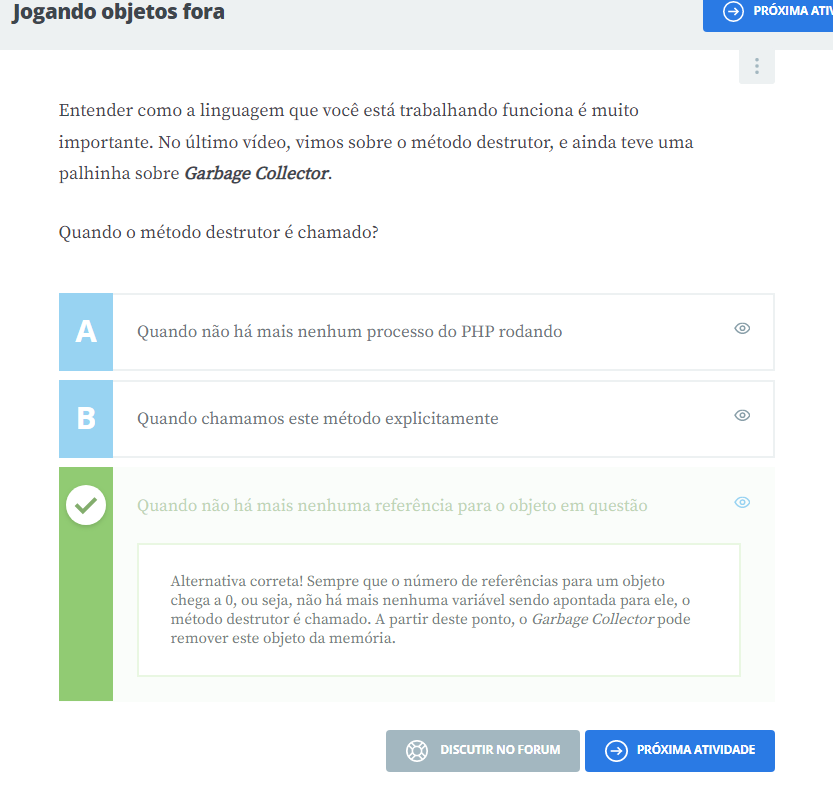 Jogando objetos fora
PRÓXIMA
Entender como a linguagem que você está trabalhando funciona é muito
importante. No último vídeo, vimos sobre o método destrutor, e ainda teve uma
palhinha sobre Garbage Collector.
Quando o método destrutor é chamado?
A
Quando não há mais nenhum processo do PHP rodando
B
Quando chamamos este método explicitamente
Quando não há mais nenhuma referência para o objeto em questão
Alternativa correta! Sempre que o número de referências para um objeto
chega a 0, ou seja, não há mais nenhuma variável sendo apontada para ele, o
método destrutor é chamado. A partir deste ponto, o Garbage Collector pode
remover este objeto da memória.
DISCUTIR NO FORUM
PRÓXIMA ATIVIDADE